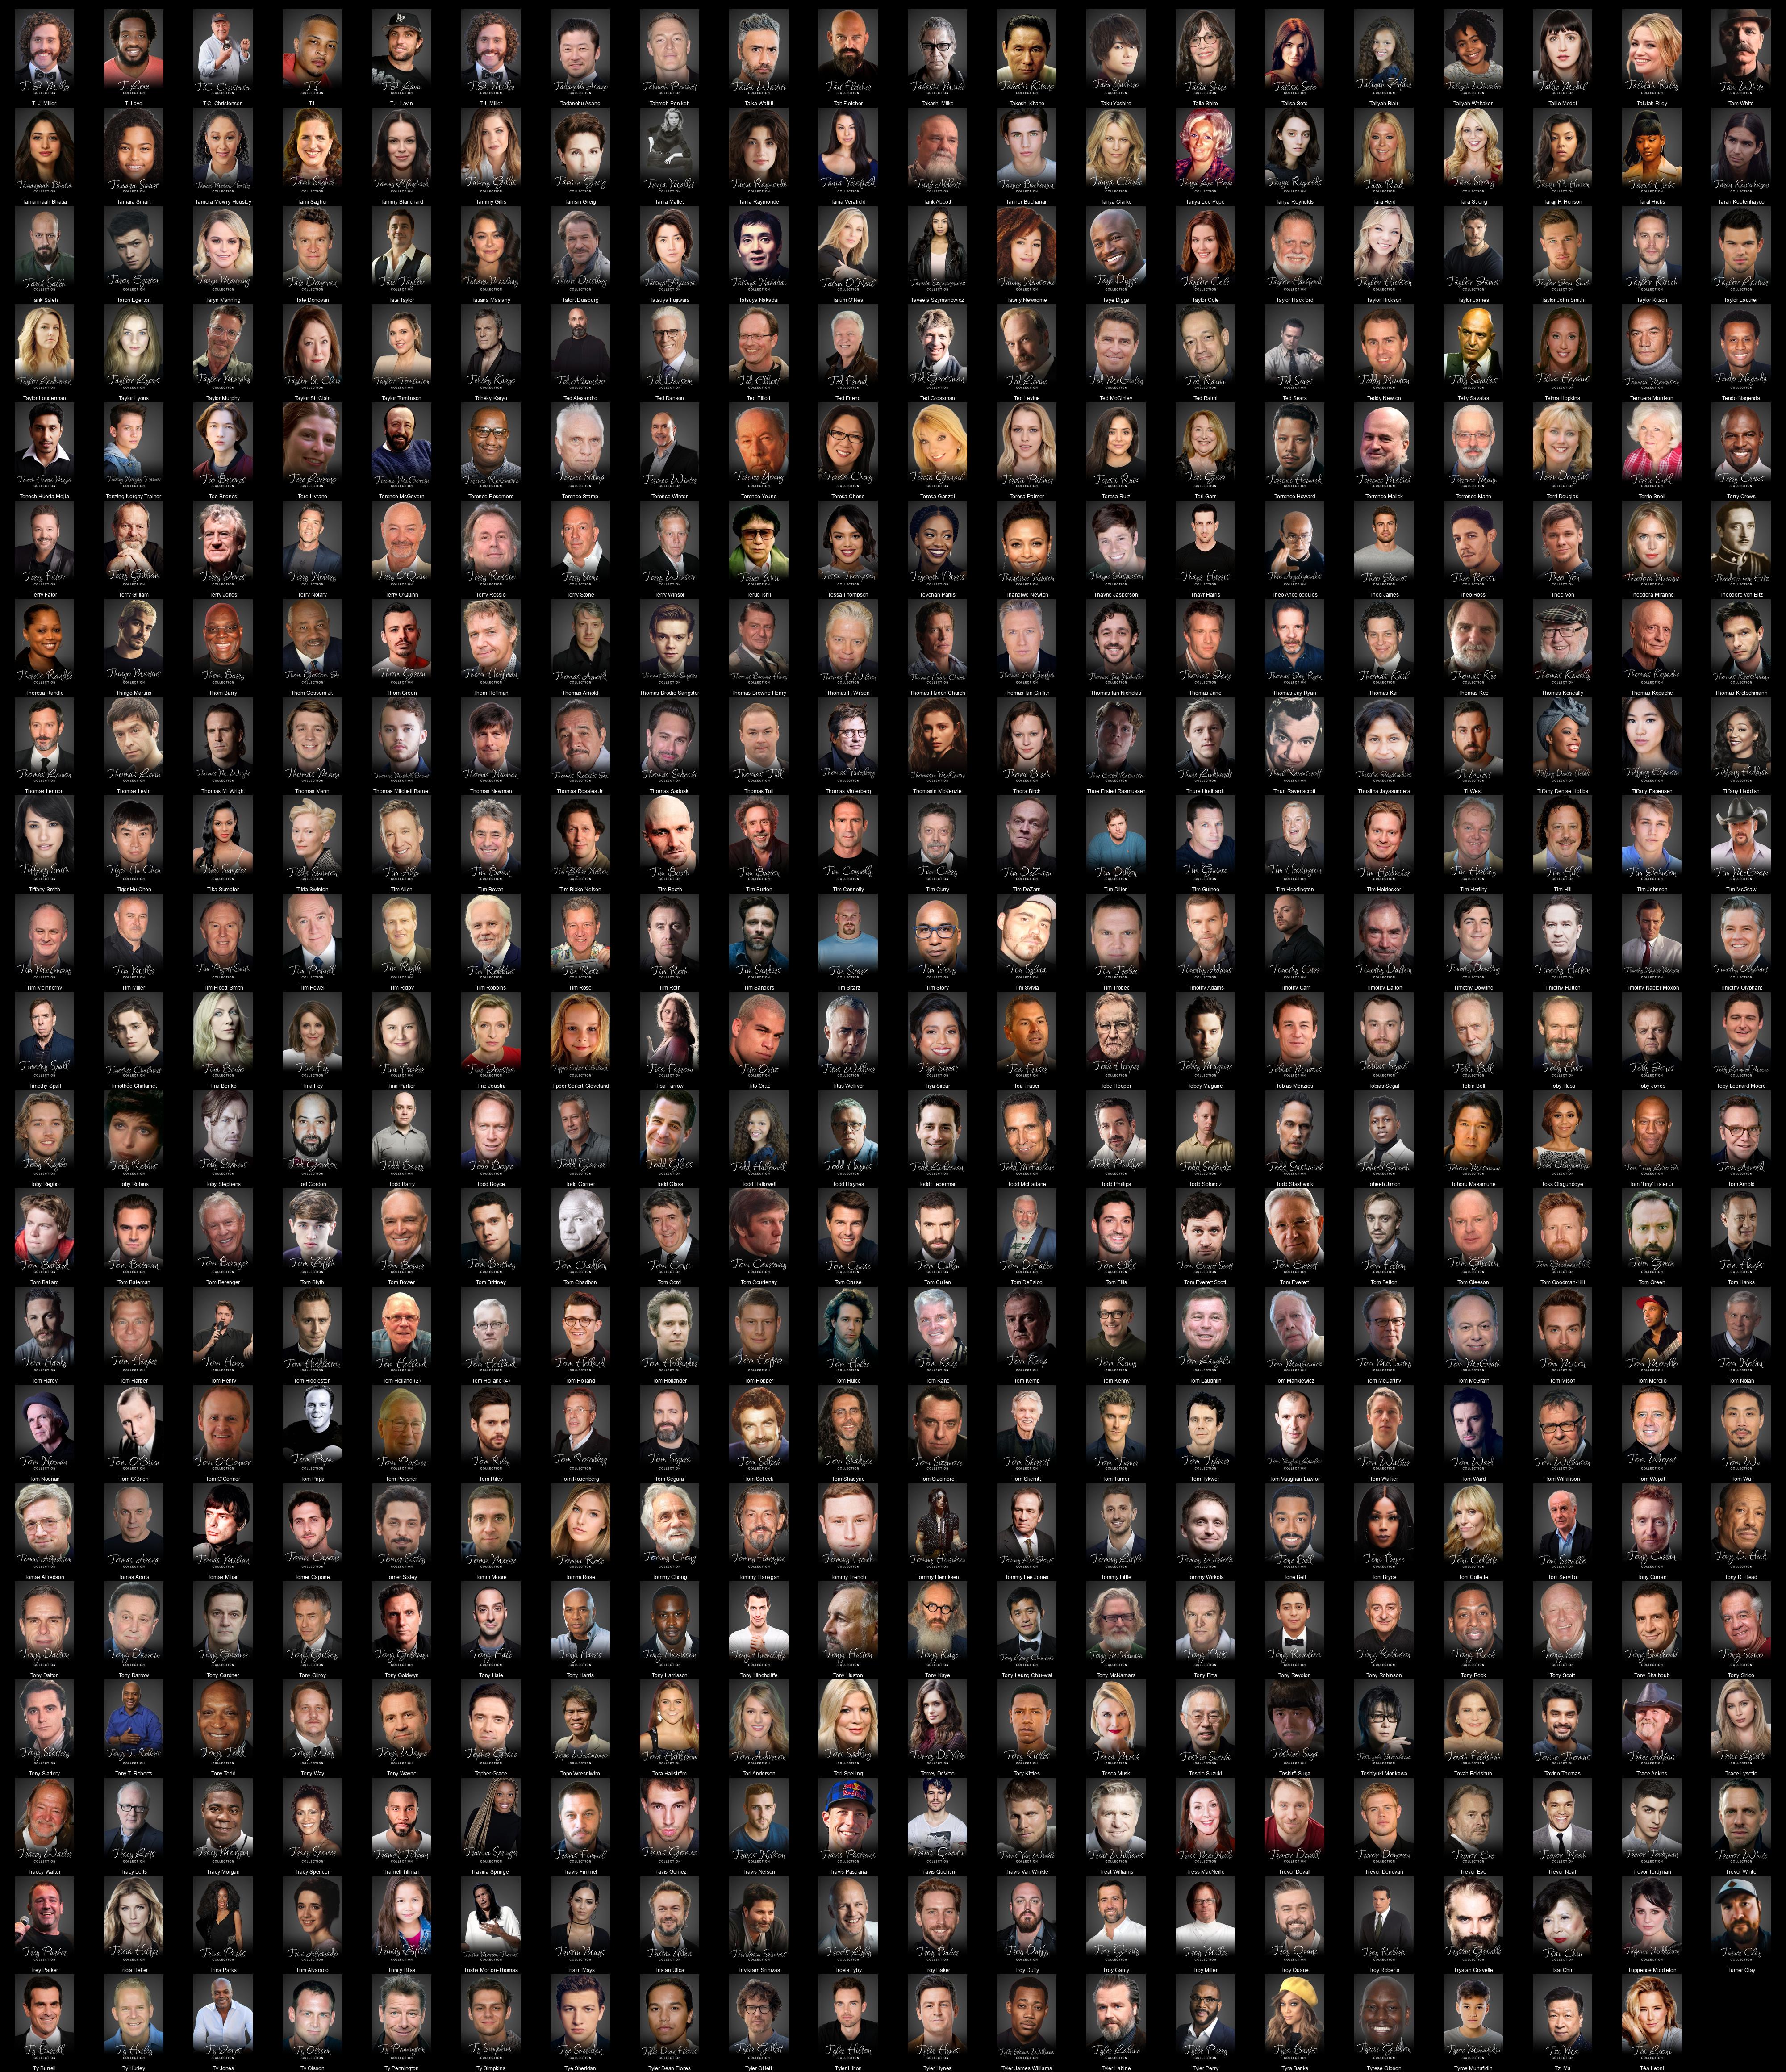 T. J. Miller T. Love T.C. Christensen T.I. T.J. Lavin T.J. Miller Tadanobu Asano Tahmoh Penikett Taika Waititi Tait Fletcher Takashi Miike Takeshi Kitano Taku Yashiro Talia Shire Talisa Soto Taliyah Blair Taliyah Whitaker Tallie Medel Talulah Riley Tam White
Tamannaah Bhatia Tamara Smart Tamera Mowry-Housley Tami Sagher Tammy Blanchard Tammy Gillis Tamsin Greig Tania Mallet Tania Raymonde Tania Verafield Tank Abbott Tanner Buchanan Tanya Clarke Tanya Lee Pope Tanya Reynolds Tara Reid Tara Strong Taraji P. Henson Taral Hicks Taran Kootenhayoo
Tarik Saleh Taron Egerton Taryn Manning Tate Donovan Tate Taylor Tatiana Maslany Tatort Duisburg Tatsuya Fujiwara Tatsuya Nakadai Tatum O'Neal Taveeta Szymanowicz Tawny Newsome Taye Diggs Taylor Cole Taylor Hackford Taylor Hickson Taylor James Taylor John Smith Taylor Kitsch Taylor Lautner
Taylor Louderman Taylor Lyons Taylor Murphy Taylor St. Clair Taylor Tomlinson Tchéky Karyo Ted Alexandro Ted Danson Ted Elliott Ted Friend Ted Grossman Ted Levine Ted McGinley Ted Raimi Ted Sears Teddy Newton Telly Savalas Telma Hopkins Temuera Morrison Tendo Nagenda
Tenoch Huerta Mejía Tenzing Norgay Trainor Teo Briones Tere Livrano Terence McGovern Terence Rosemore Terence Stamp Terence Winter Terence Young Teresa Cheng Teresa Ganzel Teresa Palmer Teresa Ruiz Teri Garr Terrence Howard Terrence Malick Terrence Mann Terri Douglas Terrie Snell Terry Crews
Terry Fator Terry Gilliam Terry Jones Terry Notary Terry O'Quinn Terry Rossio Terry Stone Terry Winsor Teruo Ishii Tessa Thompson Teyonah Parris Thandiwe Newton Thayne Jasperson Thayr Harris Theo Angelopoulos Theo James Theo Rossi Theo Von Theodora Miranne Theodore von Eltz
Theresa Randle Thiago Martins Thom Barry Thom Gossom Jr. Thom Green Thom Hoffman Thomas Arnold Thomas Brodie-Sangster Thomas Browne Henry Thomas F. Wilson Thomas Haden Church Thomas Ian Griffith Thomas Ian Nicholas Thomas Jane Thomas Jay Ryan Thomas Kail Thomas Kee Thomas Keneally Thomas Kopache Thomas Kretschmann
Thomas Lennon Thomas Levin Thomas M. Wright Thomas Mann Thomas Mitchell Barnet Thomas Newman Thomas Rosales Jr. Thomas Sadoski Thomas Tull Thomas Vinterberg Thomasin McKenzie Thora Birch Thue Ersted Rasmussen Thure Lindhardt Thurl Ravenscroft Thusitha Jayasundera Ti West Tiffany Denise Hobbs Tiffany Espensen Tiffany Haddish
Tiffany Smith Tiger Hu Chen Tika Sumpter Tilda Swinton Tim Allen Tim Bevan Tim Blake Nelson Tim Booth Tim Burton Tim Connolly Tim Curry Tim DeZarn Tim Dillon Tim Guinee Tim Headington Tim Heidecker Tim Herlihy Tim Hill Tim Johnson Tim McGraw
Tim McInnerny Tim Miller Tim Pigott-Smith Tim Powell Tim Rigby Tim Robbins Tim Rose Tim Roth Tim Sanders Tim Sitarz Tim Story Tim Sylvia Tim Trobec Timothy Adams Timothy Carr Timothy Dalton Timothy Dowling Timothy Hutton Timothy Napier Moxon Timothy Olyphant
Timothy Spall Timothée Chalamet Tina Benko Tina Fey Tina Parker Tine Joustra Tipper Seifert-Cleveland Tisa Farrow Tito Ortiz Titus Welliver Tiya Sircar Toa Fraser Tobe Hooper Tobey Maguire Tobias Menzies Tobias Segal Tobin Bell Toby Huss Toby Jones Toby Leonard Moore
Toby Regbo Toby Robins Toby Stephens Tod Gordon Todd Barry Todd Boyce Todd Garner Todd Glass Todd Hallowell Todd Haynes Todd Lieberman Todd McFarlane Todd Phillips Todd Solondz Todd Stashwick Toheeb Jimoh Tohoru Masamune Toks Olagundoye Tom "Tiny" Lister Jr. Tom Arnold
Tom Ballard Tom Bateman Tom Berenger Tom Blyth Tom Bower Tom Brittney Tom Chadbon Tom Conti Tom Courtenay Tom Cruise Tom Cullen Tom DeFalco Tom Ellis Tom Everett Scott Tom Everett Tom Felton Tom Gleeson Tom Goodman-Hill Tom Green Tom Hanks
Tom Hardy Tom Harper Tom Henry Tom Hiddleston Tom Holland (2) Tom Holland (4) Tom Holland Tom Hollander Tom Hopper Tom Hulce Tom Kane Tom Kemp Tom Kenny Tom Laughlin Tom Mankiewicz Tom McCarthy Tom McGrath Tom Mison Tom Morello Tom Nolan
Tom Noonan Tom O'Brien Tom O'Connor Tom Papa Tom Pevsner Tom Riley Tom Rosenberg Tom Segura Tom Selleck Tom Shadyac Tom Sizemore Tom Skerritt Tom Turner Tom Tykwer Tom Vaughan-Lawlor Tom Walker Tom Ward Tom Wilkinson Tom Wopat Tom Wu
Tomas Alfredson Tomas Arana Tomas Milian Tomer Capone Tomer Sisley Tomm Moore Tommi Rose Tommy Chong Tommy Flanagan Tommy French Tommy Henriksen Tommy Lee Jones Tommy Little Tommy Wirkola Tone Bell Toni Bryce Toni Collette Toni Servillo Tony Curran Tony D. Head
Tony Dalton Tony Darrow Tony Gardner Tony Gilroy Tony Goldwyn Tony Hale Tony Harris Tony Harrisson Tony Hinchcliffe Tony Huston Tony Kaye Tony Leung Chiu-wai Tony McNamara Tony Pitts Tony Revolori Tony Robinson Tony Rock Tony Scott Tony Shalhoub Tony Sirico
Tony Slattery Tony T. Roberts Tony Todd Tony Way Tony Wayne Topher Grace Topo Wresniwiro Tora Hallström Tori Anderson Tori Spelling Torrey DeVitto Tory Kittles Tosca Musk Toshio Suzuki Toshirô Suga Toshiyuki Morikawa Tovah Feldshuh Tovino Thomas Trace Adkins Trace Lysette
Tracey Walter Tracy Letts Tracy Morgan Tracy Spencer Tramell Tillman Travina Springer Travis Fimmel Travis Gomez Travis Nelson Travis Pastrana Travis Quentin Travis Van Winkle Treat Williams Tress MacNeille Trevor Devall Trevor Donovan Trevor Eve Trevor Noah Trevor Tordjman Trevor White
Trey Parker Tricia Helfer Trina Parks Trini Alvarado Trinity Bliss Trisha Morton-Thomas Tristin Mays Tristán Ulloa Trivikram Srinivas Troels Lyby Troy Baker Troy Duffy Troy Garity Troy Miller Troy Quane Troy Roberts Trystan Gravelle Tsai Chin Tuppence Middleton Turner Clay
Ty Burrell Ty Hurley Ty Jones Ty Olsson Ty Pennington Ty Simpkins Tye Sheridan Tyler Dean Flores Tyler Gillett Tyler Hilton Tyler Hynes Tyler James Williams Tyler Labine Tyler Perry Tyra Banks Tyrese Gibson Tyroe Muhafidin Tzi Ma Téa Leoni